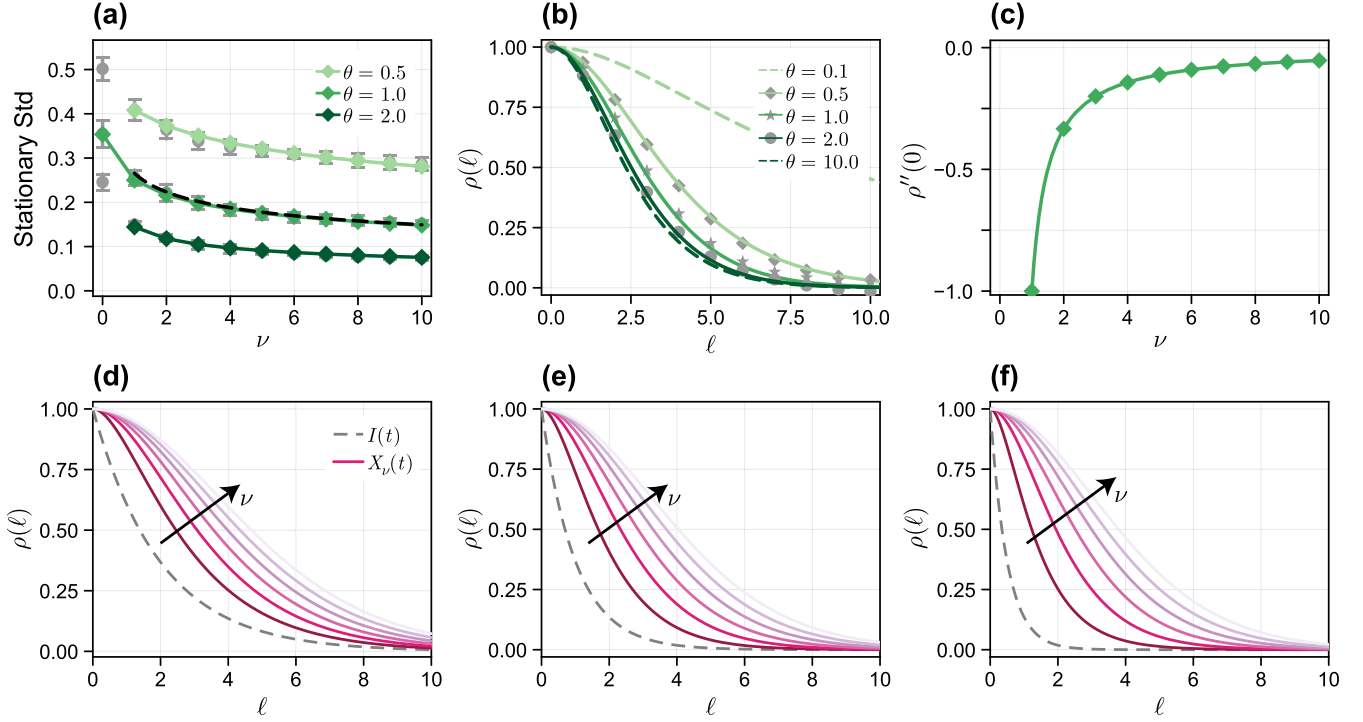 (a)
Stationary Std
0.5
0.4
0.3
0.2
0.1
0.0
0
2
4
6
8
10
ν
θ = 0.5
θ = 1.0
θ = 2.0
(b)
ρ(ℓ)
1.00
0.75
0.50
0.25
0.00
0.0
2.5
5.0
7.5
10.0
ℓ
θ = 0.1
θ = 0.5
θ = 1.0
θ = 2.0
θ = 10.0
(c)
ρ′′(0)
0.0
−0.5
−1.0
0
2
4
6
8
10
ν
(d)
ρ(ℓ)
1.00
0.75
0.50
0.25
0.00
0
2
4
6
8
10
ℓ
I(t)
X_ν(t)
ν
(e)
ρ(ℓ)
1.00
0.75
0.50
0.25
0.00
0
2
4
6
8
10
ℓ
ν
(f)
ρ(ℓ)
1.00
0.75
0.50
0.25
0.00
0
2
4
6
8
10
ℓ
ν